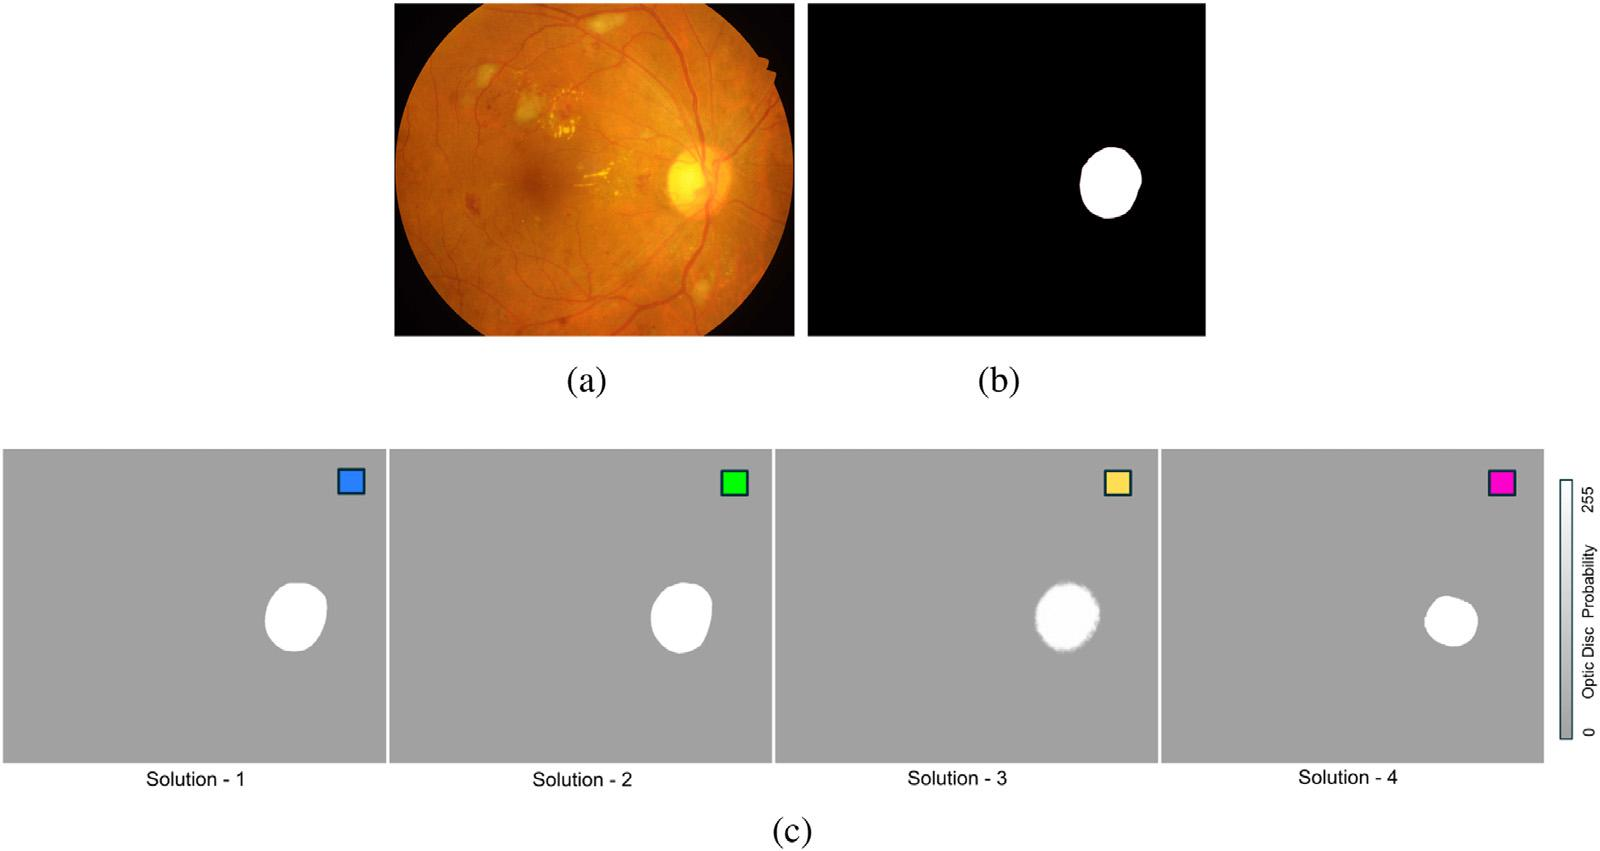 (a)
(b)
255
Optic Disc Probability
0
Solution - 1
Solution - 2
Solution - 3
Solution - 4
(c)